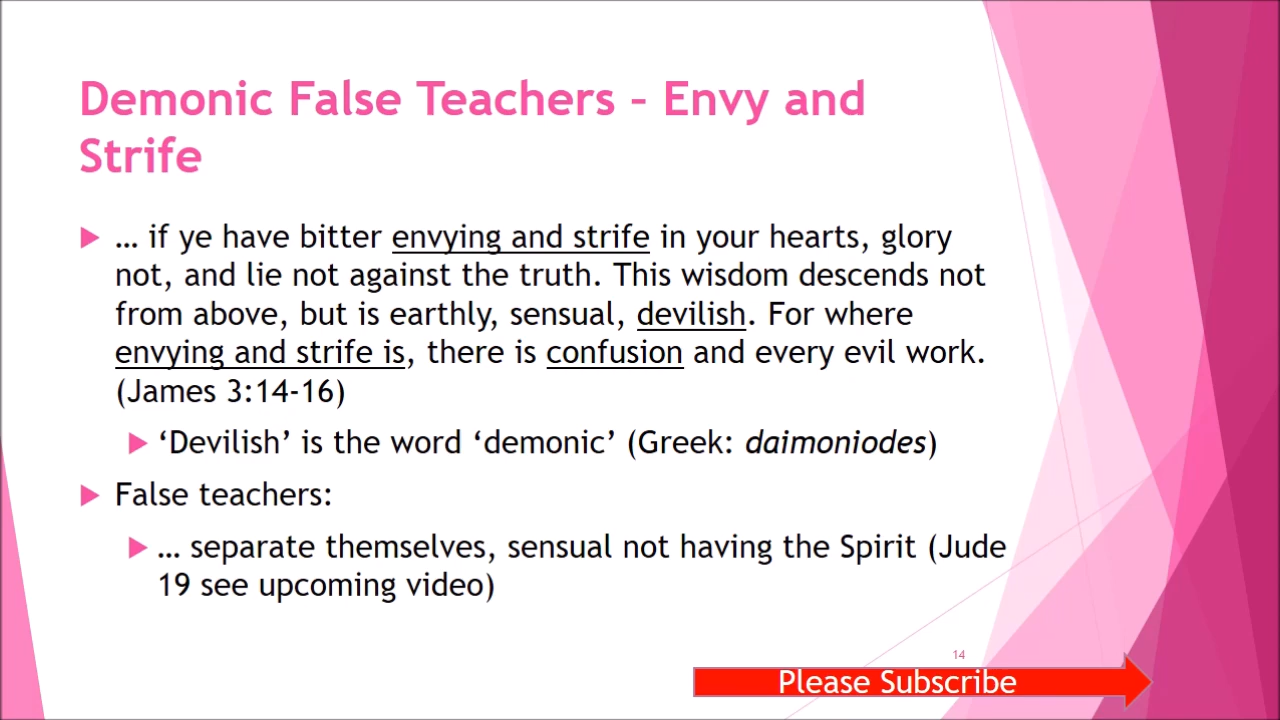 Demonic False Teachers – Envy and
Strife
… if ye have bitter envying and strife in your hearts, glory
not, and lie not against the truth. This wisdom descends not
from above, but is earthly, sensual, devilish. For where
envying and strife is, there is confusion and every evil work.
(James 3:14-16)
‘Devilish’ is the word ‘demonic’ (Greek: daimoniodes)
False teachers:
… separate themselves, sensual not having the Spirit (Jude
19 see upcoming video)
14
Please Subscribe